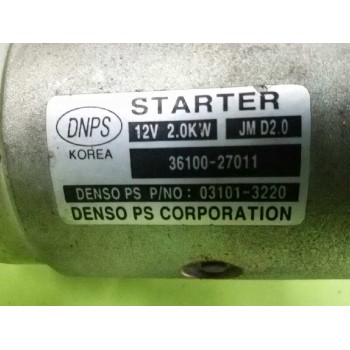 STARTER
DNPS
KOREA
12V 2.0KW JM D2.0
36100-27011
DENSO PS P/NO : 03101-3220
DENSO PS CORPORATION